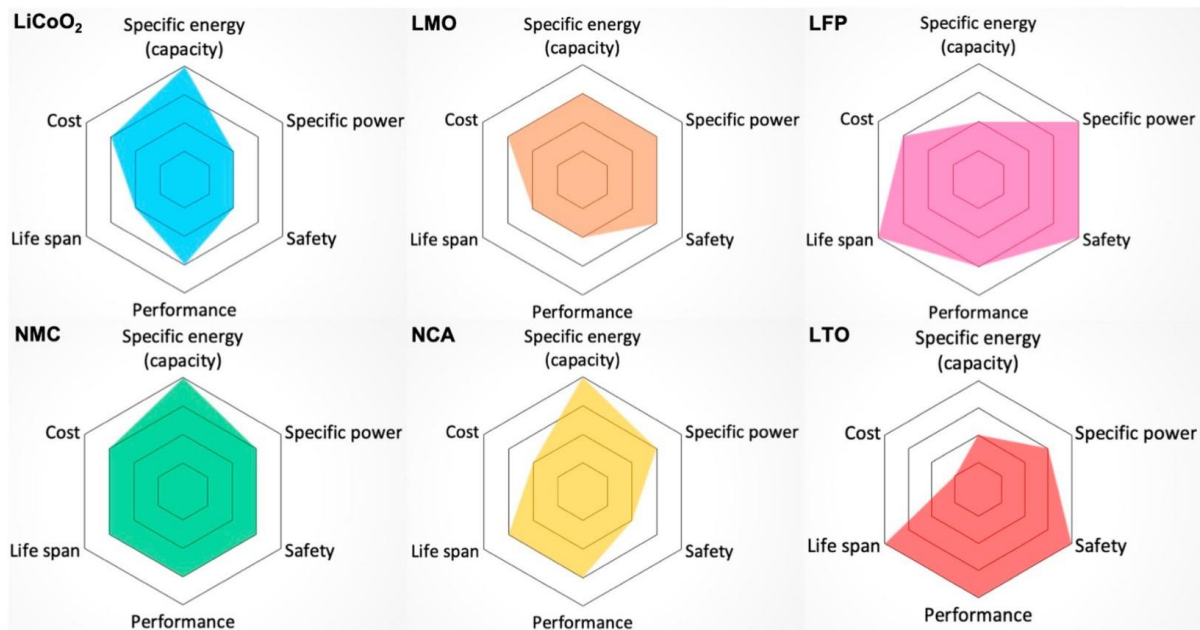 LiCoO₂
Specific energy
(capacity)
Cost
Specific power
Life span
Safety
Performance
LMO
Specific energy
(capacity)
Cost
Specific power
Life span
Safety
Performance
LFP
Specific energy
(capacity)
Cost
Specific power
Life span
Safety
Performance
NMC
Specific energy
(capacity)
Cost
Specific power
Life span
Safety
Performance
NCA
Specific energy
(capacity)
Cost
Specific power
Life span
Safety
Performance
LTO
Specific energy
(capacity)
Cost
Specific power
Life span
Safety
Performance